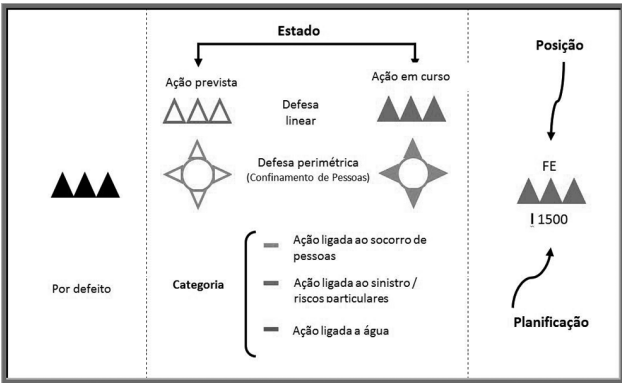 Estado
Posição
Ação prevista
Ação em curso
Defesa
linear
Defesa perimétrica
(Confinamento de Pessoas)
FE
I 1500
Por defeito
Categoria
Ação ligada ao socorro de
pessoas
Ação ligada ao sinistro /
riscos particulares
Ação ligada a água
Planificação